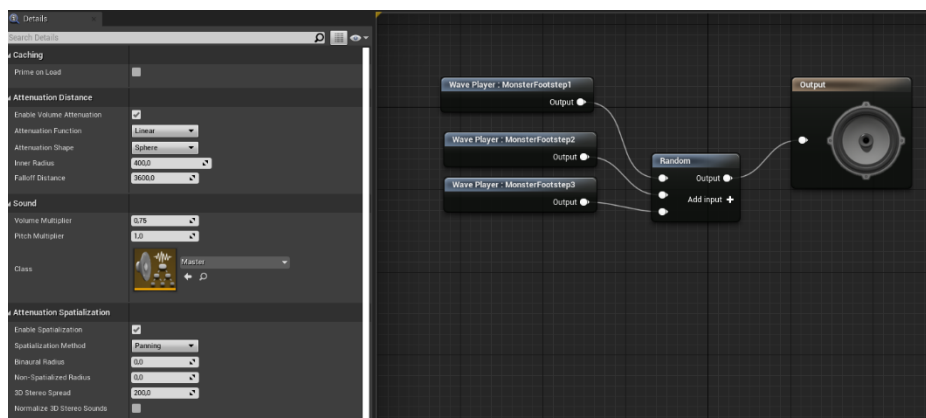 Details
Search Details
Caching
Prime on Load
Attenuation Distance
Enable Volume Attenuation
Attenuation Function Linear
Attenuation Shape Sphere
Inner Radius 400,0
Falloff Distance 3600,0
Sound
Volume Multiplier 0,75
Pitch Multiplier 1,0
Class Master
Attenuation Spatialization
Enable Spatialization
Spatialization Method Panning
Binaural Radius 0,0
Non-Spatialized Radius 0,0
3D Stereo Spread 200,0
Normalize 3D Stereo Sounds
Wave Player : MonsterFootstep1
Output
Wave Player : MonsterFootstep2
Output
Wave Player : MonsterFootstep3
Output
Random
Output
Add input
Output